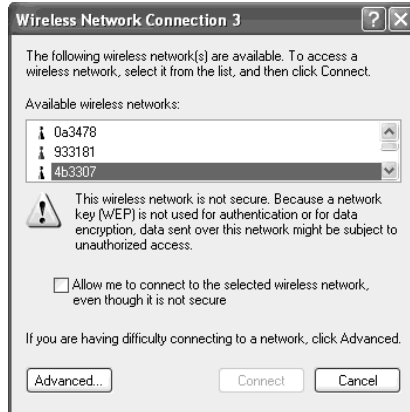 Wireless Network Connection 3
The following wireless network(s) are available. To access a
wireless network, select it from the list, and then click Connect.
Available wireless networks:
0a3478
933181
4b3307
This wireless network is not secure. Because a network
key (WEP) is not used for authentication or for data
encryption, data sent over this network might be subject to
unauthorized access.
Allow me to connect to the selected wireless network,
even though it is not secure
If you are having difficulty connecting to a network, click Advanced.
Advanced... Connect Cancel